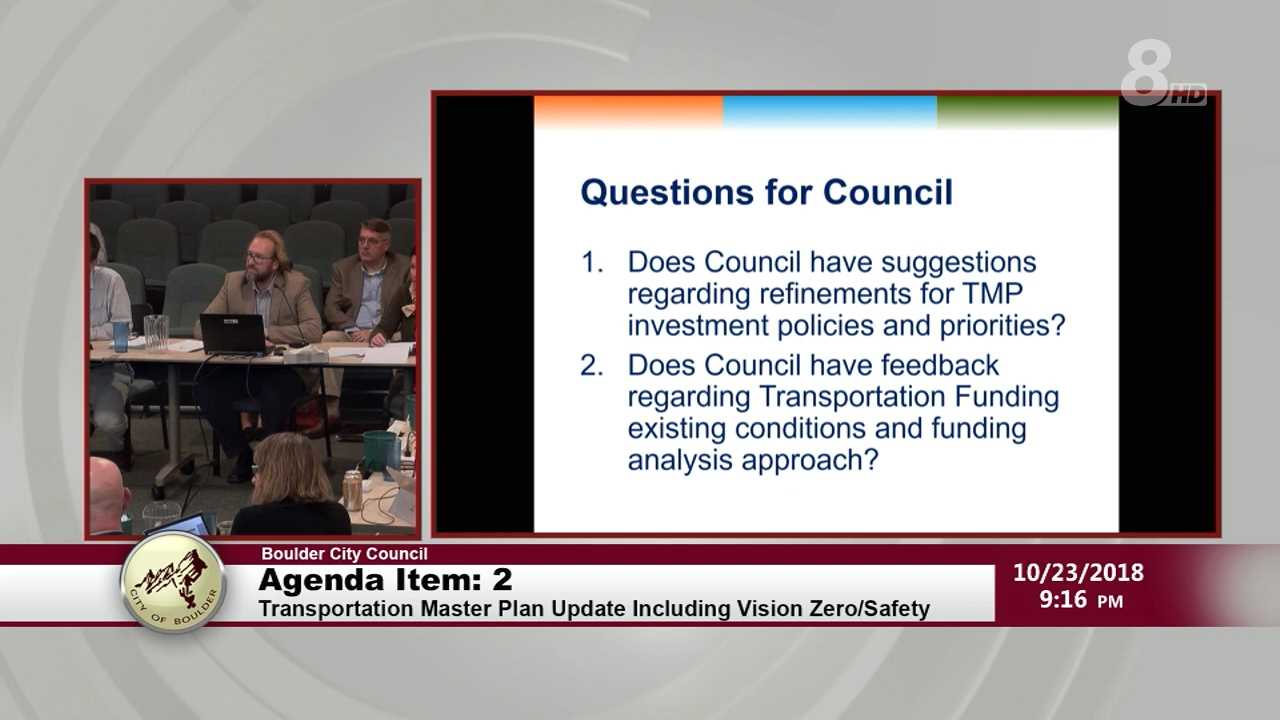 8
HD
Questions for Council
1. Does Council have suggestions
regarding refinements for TMP
investment policies and priorities?
2. Does Council have feedback
regarding Transportation Funding
existing conditions and funding
analysis approach?
Boulder City Council
Agenda Item: 2
Transportation Master Plan Update Including Vision Zero/Safety
10/23/2018
9:16 PM
CITY OF BOULDER